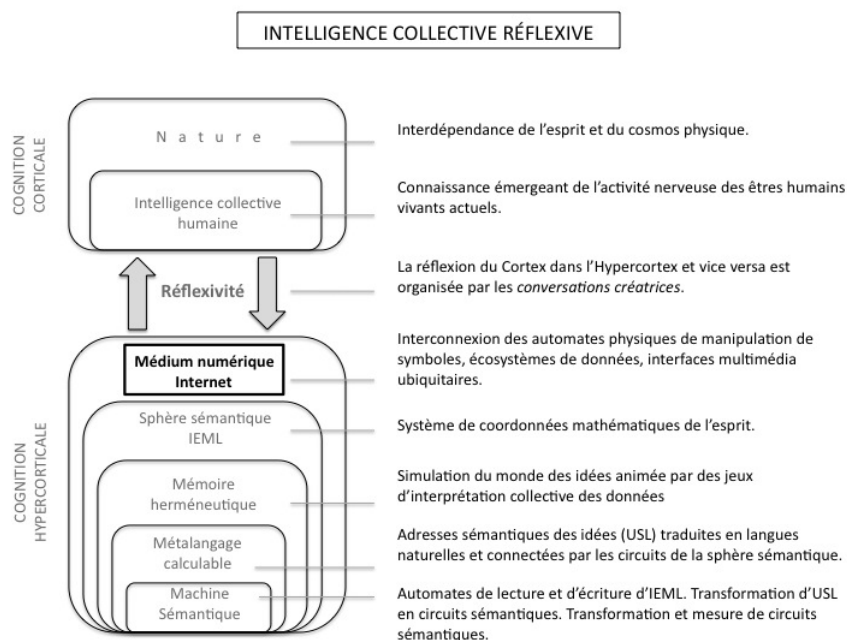 INTELLIGENCE COLLECTIVE RÉFLEXIVE
COGNITION
CORTICALE
Nature
Interdépendance de l'esprit et du cosmos physique.
Intelligence collective
humaine
Connaissance émergeant de l'activité nerveuse des êtres humains
vivants actuels.
Réflexivité
La réflexion du Cortex dans l'Hypercortex et vice versa est
organisée par les conversations créatrices.
COGNITION
HYPERCORTICALE
Médium numérique
Internet
Interconnexion des automates physiques de manipulation de
symboles, écosystèmes de données, interfaces multimédia
ubiquitaires.
Sphère sémantique
IEML
Système de coordonnées mathématiques de l'esprit.
Mémoire
herméneutique
Simulation du monde des idées animée par des jeux
d'interprétation collective des données
Métalangage
calculable
Adresses sémantiques des idées (USL) traduites en langues
naturelles et connectées par les circuits de la sphère sémantique.
Machine
Sémantique
Automates de lecture et d'écriture d'IEML. Transformation d'USL
en circuits sémantiques. Transformation et mesure de circuits
sémantiques.